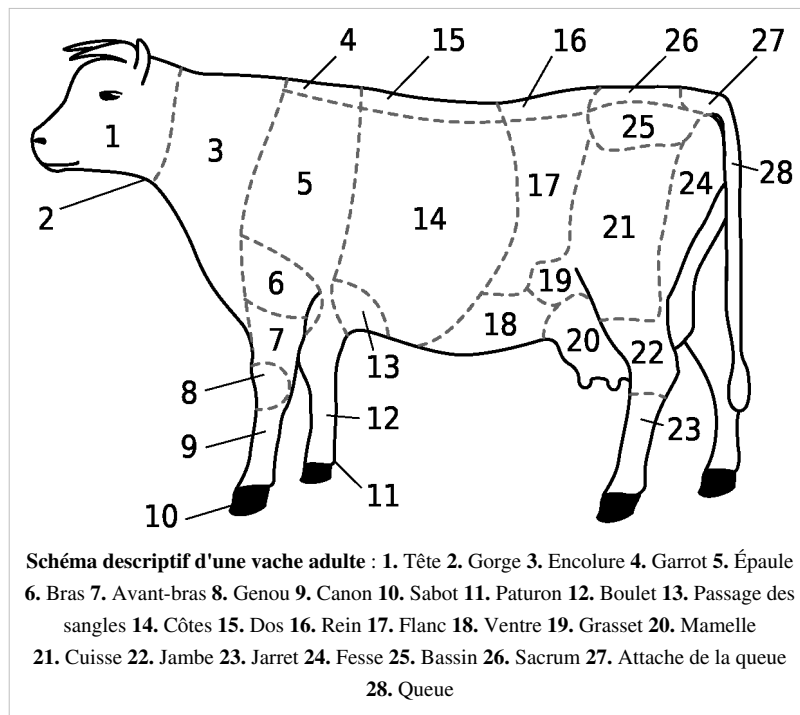 4 15 16 26 27
1 3 5 25
2 14 17 24 28
6 21
19
7 18 20 22
8 13
9 12 23
10 11
Schéma descriptif d'une vache adulte : 1. Tête 2. Gorge 3. Encolure 4. Garrot 5. Épaule
6. Bras 7. Avant-bras 8. Genou 9. Canon 10. Sabot 11. Paturon 12. Boulet 13. Passage des
sangles 14. Côtes 15. Dos 16. Rein 17. Flanc 18. Ventre 19. Grasset 20. Mamelle
21. Cuisse 22. Jambe 23. Jarret 24. Fesse 25. Bassin 26. Sacrum 27. Attache de la queue
28. Queue